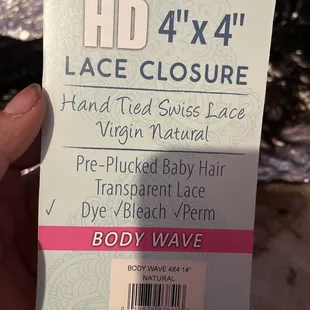 HD 4"x4"
LACE CLOSURE
Hand Tied Swiss Lace
Virgin Natural
Pre-Plucked Baby Hair
Transparent Lace
✓ Dye ✓Bleach ✓Perm
BODY WAVE
BODY WAVE 4X4 14"
NATURAL